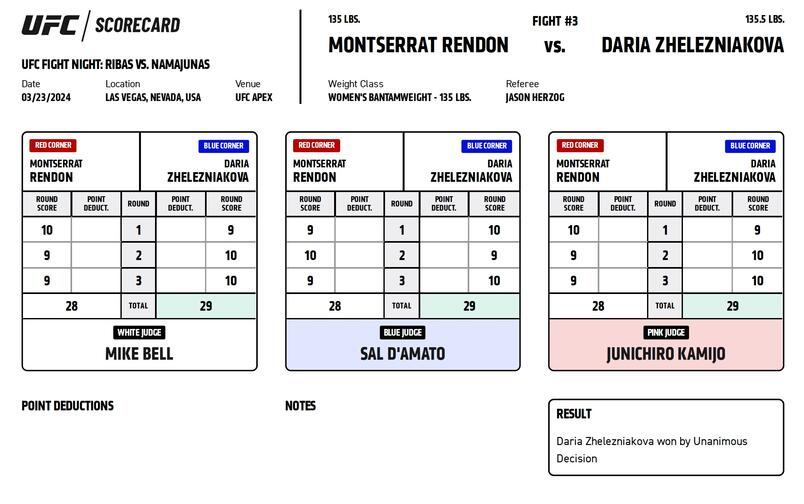 UFC SCORECARD
UFC FIGHT NIGHT: RIBAS VS. NAMAJUNAS
Date Location Venue
03/23/2024 LAS VEGAS, NEVADA, USA UFC APEX
135 LBS. FIGHT #3 135.5 LBS.
MONTSERRAT RENDON VS. DARIA ZHELEZNIAKOVA
Weight Class Referee
WOMEN'S BANTAMWEIGHT - 135 LBS. JASON HERZOG
RED CORNER BLUE CORNER
MONTSERRAT DARIA
RENDON ZHELEZNIAKOVA
ROUND POINT ROUND POINT ROUND
SCORE DEDUCT. DEDUCT. SCORE
10 1 9
9 2 10
9 3 10
28 TOTAL 29
WHITE JUDGE
MIKE BELL
RED CORNER BLUE CORNER
MONTSERRAT DARIA
RENDON ZHELEZNIAKOVA
ROUND POINT ROUND POINT ROUND
SCORE DEDUCT. DEDUCT. SCORE
9 1 10
10 2 9
9 3 10
28 TOTAL 29
BLUE JUDGE
SAL D'AMATO
RED CORNER BLUE CORNER
MONTSERRAT DARIA
RENDON ZHELEZNIAKOVA
ROUND POINT ROUND POINT ROUND
SCORE DEDUCT. DEDUCT. SCORE
10 1 9
9 2 10
9 3 10
28 TOTAL 29
PINK JUDGE
JUNICHIRO KAMIJO
POINT DEDUCTIONS
NOTES
RESULT
Daria Zhelezniakova won by Unanimous
Decision